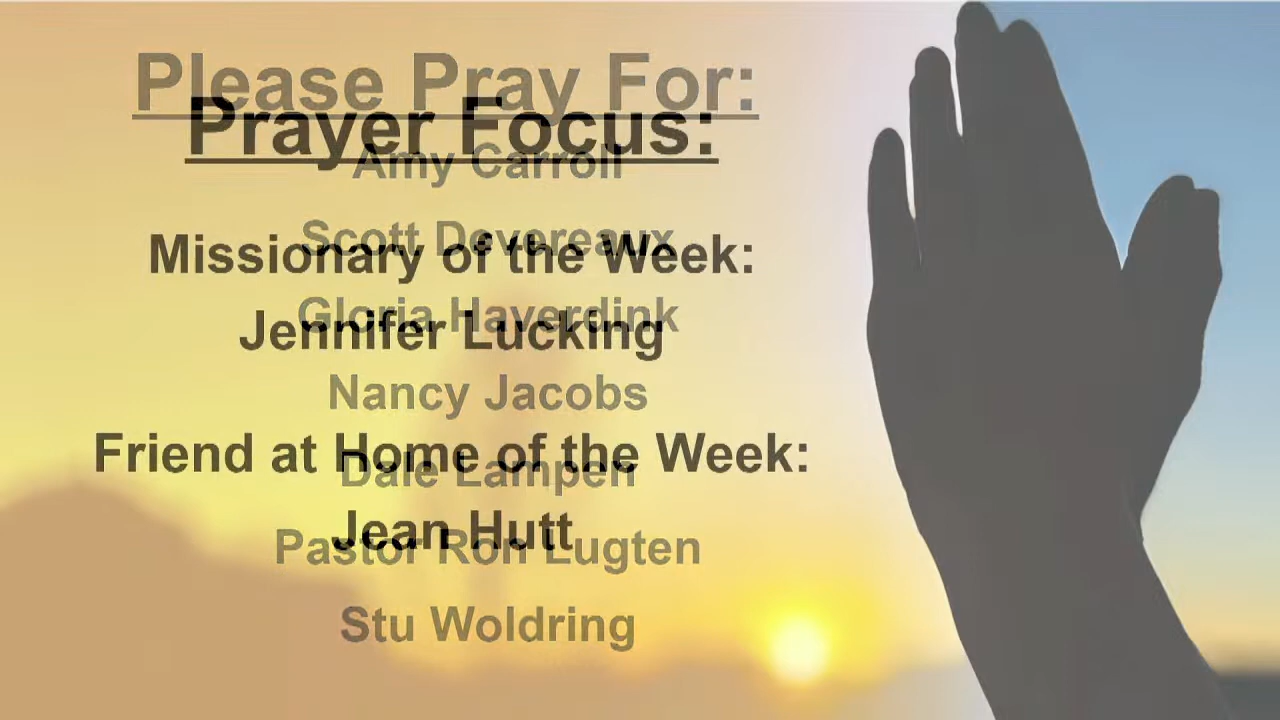 Please Pray For:
Prayer Focus:
Amy Carroll
Scott Devereaux
Missionary of the Week:
Gloria Haverdink
Jennifer Lucking
Nancy Jacobs
Friend at Home of the Week:
Dale Lampen
Jean Hutt
Pastor Ron Lugten
Stu Woldring